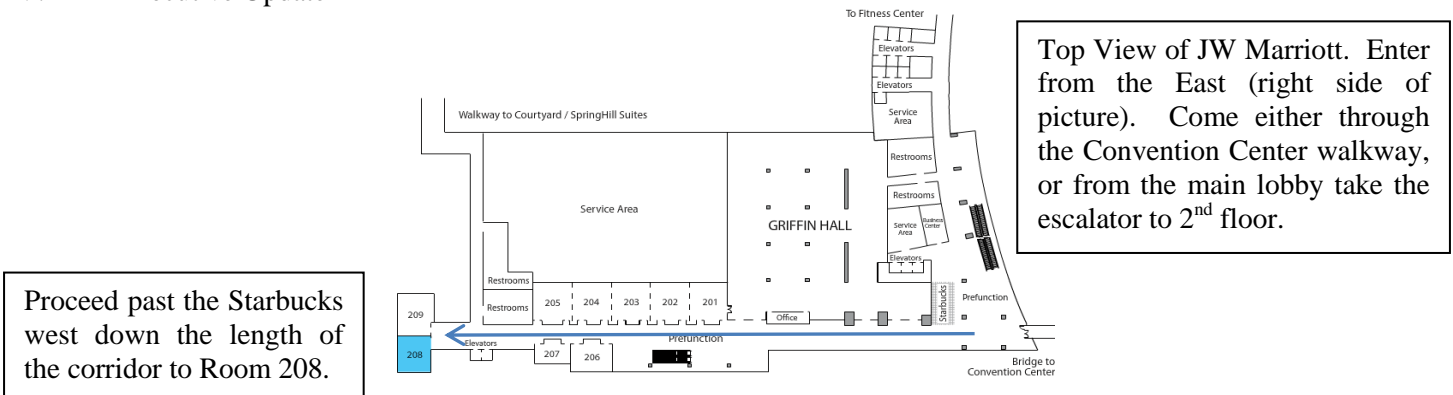 To Fitness Center
Elevators
Elevators
Service
Area
Walkway to Courtyard / SpringHill Suites
Restrooms
Restrooms
Service Area
GRIFFIN HALL
Service
Area
Business
Center
Elevators
Restrooms
Restrooms
205 204 203 202 201
Office
Starbucks
Prefunction
209
208
Elevators
207
206
Prefunction
Bridge to
Convention Center
Top View of JW Marriott. Enter
from the East (right side of
picture). Come either through
the Convention Center walkway,
or from the main lobby take the
escalator to 2nd floor.
Proceed past the Starbucks
west down the length of
the corridor to Room 208.